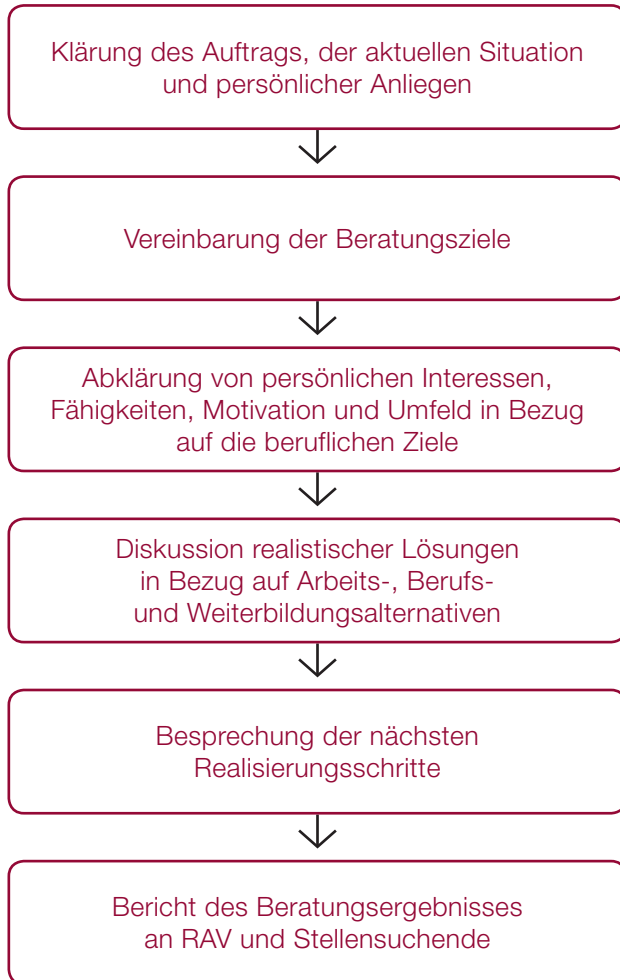 Klärung des Auftrags, der aktuellen Situation
und persönlicher Anliegen
Vereinbarung der Beratungsziele
Abklärung von persönlichen Interessen,
Fähigkeiten, Motivation und Umfeld in Bezug
auf die beruflichen Ziele
Diskussion realistischer Lösungen
in Bezug auf Arbeits-, Berufs-
und Weiterbildungsalternativen
Besprechung der nächsten
Realisierungsschritte
Bericht des Beratungsergebnisses
an RAV und Stellensuchende